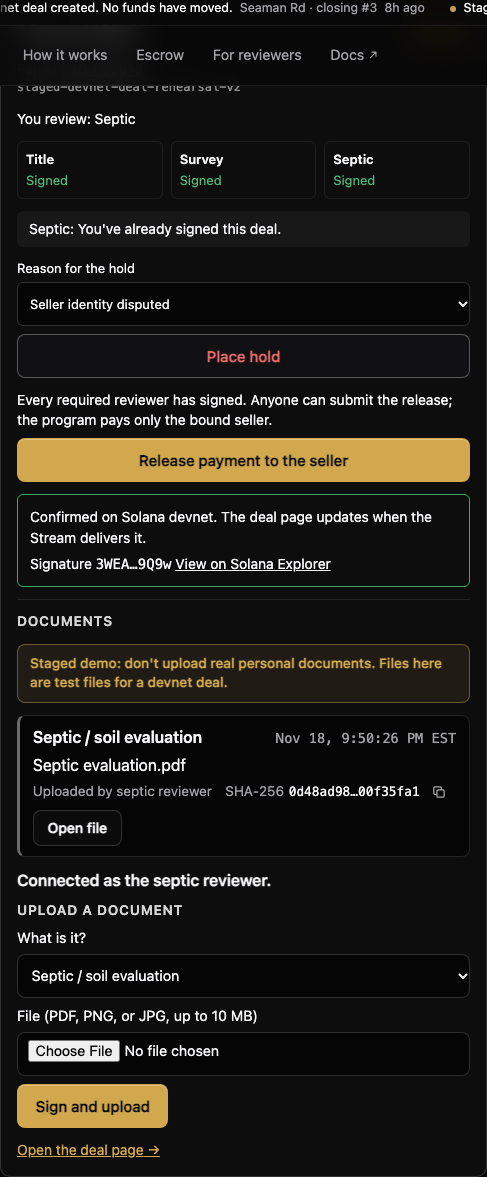 net deal created. No funds have moved. Seaman Rd · closing #3 8h ago Stag
How it works Escrow For reviewers Docs ↗
staged-devnet-deal-rehearsal-v2
You review: Septic
Title Survey Septic
Signed Signed Signed
Septic: You've already signed this deal.
Reason for the hold
Seller identity disputed
Place hold
Every required reviewer has signed. Anyone can submit the release;
the program pays only the bound seller.
Release payment to the seller
Confirmed on Solana devnet. The deal page updates when the
Stream delivers it.
Signature 3WEA…9Q9w View on Solana Explorer
DOCUMENTS
Staged demo: don't upload real personal documents. Files here
are test files for a devnet deal.
Septic / soil evaluation Nov 18, 9:50:26 PM EST
Septic evaluation.pdf
Uploaded by septic reviewer SHA-256 0d48ad98…00f35fa1
Open file
Connected as the septic reviewer.
UPLOAD A DOCUMENT
What is it?
Septic / soil evaluation
File (PDF, PNG, or JPG, up to 10 MB)
Choose File No file chosen
Sign and upload
Open the deal page →